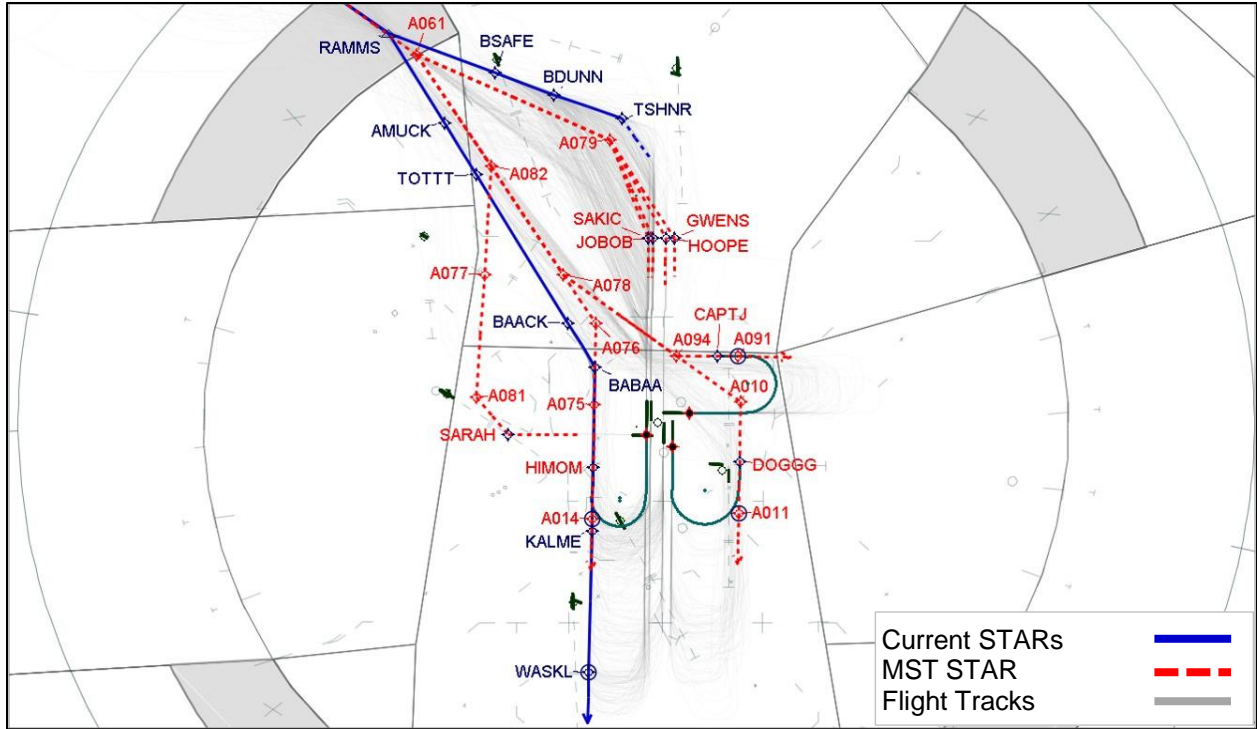 A061
RAMMS
BSAFE
BDUNN
TSHNR
AMUCK
A079
TOTTT
A082
SAKIC
GWENS
JOBOB
HOOPE
A077
A078
CAPTJ
BAACK
A094
A091
A076
BABAA
A081
A075
A010
SARAH
HIMOM
DOGGG
A014
A011
KALME
WASKL
Current STARs
MST STAR
Flight Tracks